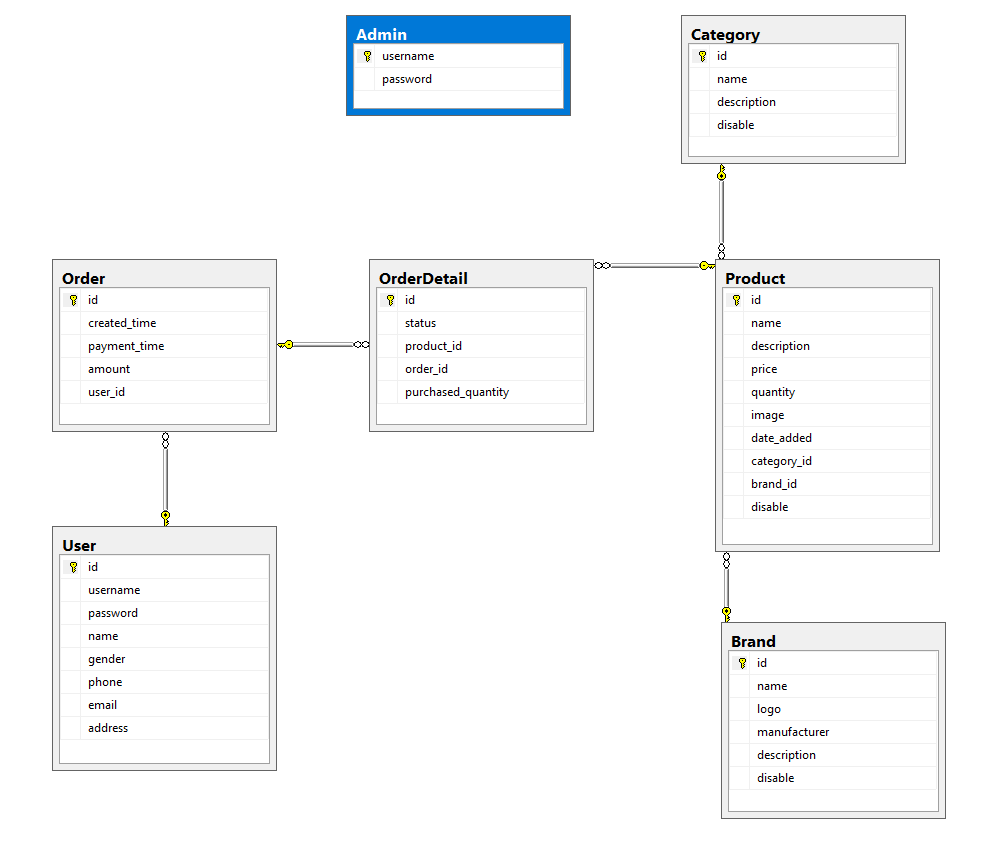 Admin
username
password
Category
id
name
description
disable
Order
id
created_time
payment_time
amount
user_id
OrderDetail
id
status
product_id
order_id
purchased_quantity
Product
id
name
description
price
quantity
image
date_added
category_id
brand_id
disable
User
id
username
password
name
gender
phone
email
address
Brand
id
name
logo
manufacturer
description
disable